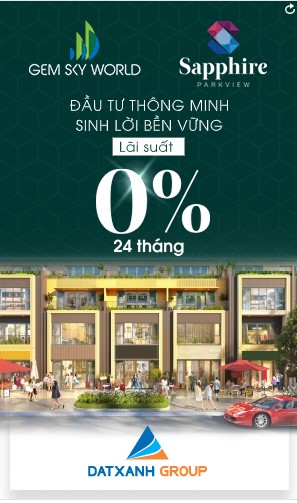 GEM SKY WORLD
Sapphire
PARKVIEW
ĐẦU TƯ THÔNG MINH
SINH LỜI BỀN VỮNG
Lãi suất
0%
24 tháng
DATXANH GROUP